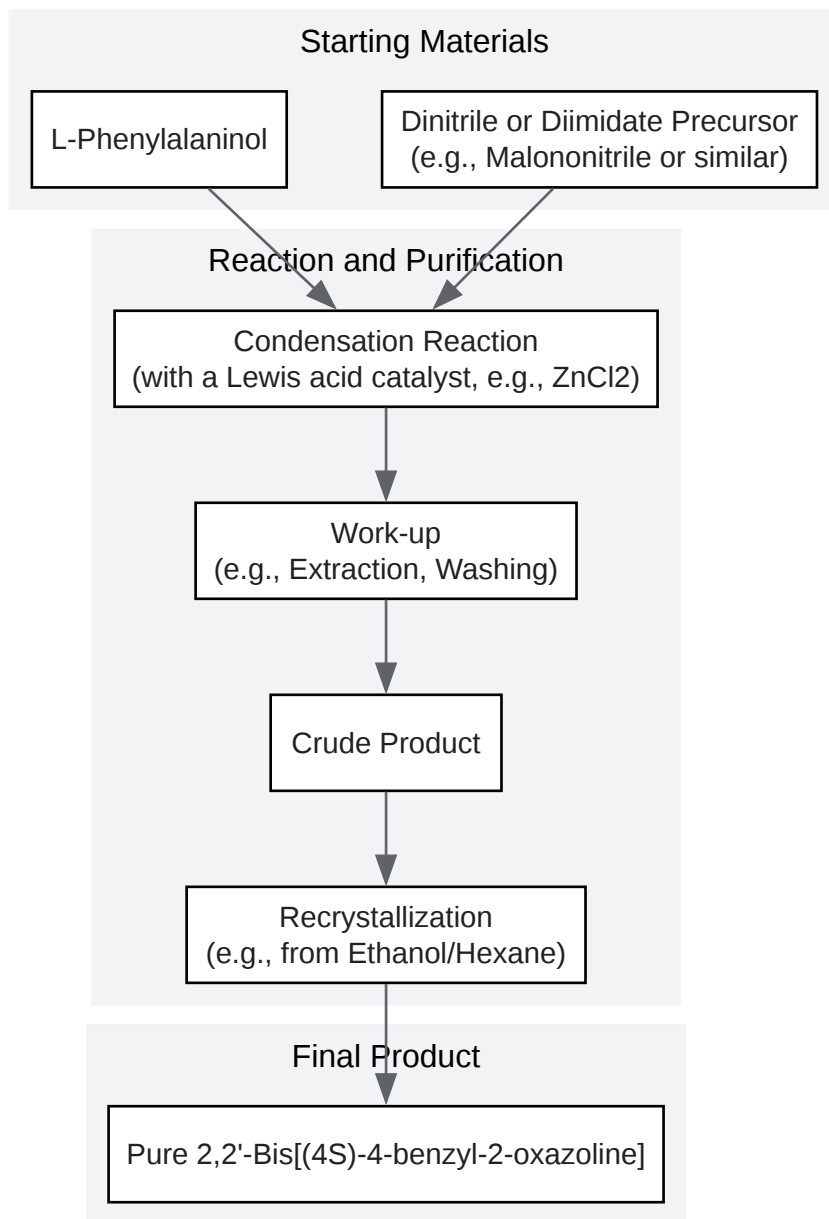 Starting Materials
L-Phenylalaninol
Dinitrile or Diimidate Precursor
(e.g., Malononitrile or similar)
Reaction and Purification
Condensation Reaction
(with a Lewis acid catalyst, e.g., ZnCl2)
Work-up
(e.g., Extraction, Washing)
Crude Product
Recrystallization
(e.g., from Ethanol/Hexane)
Final Product
Pure 2,2'-Bis[(4S)-4-benzyl-2-oxazoline]